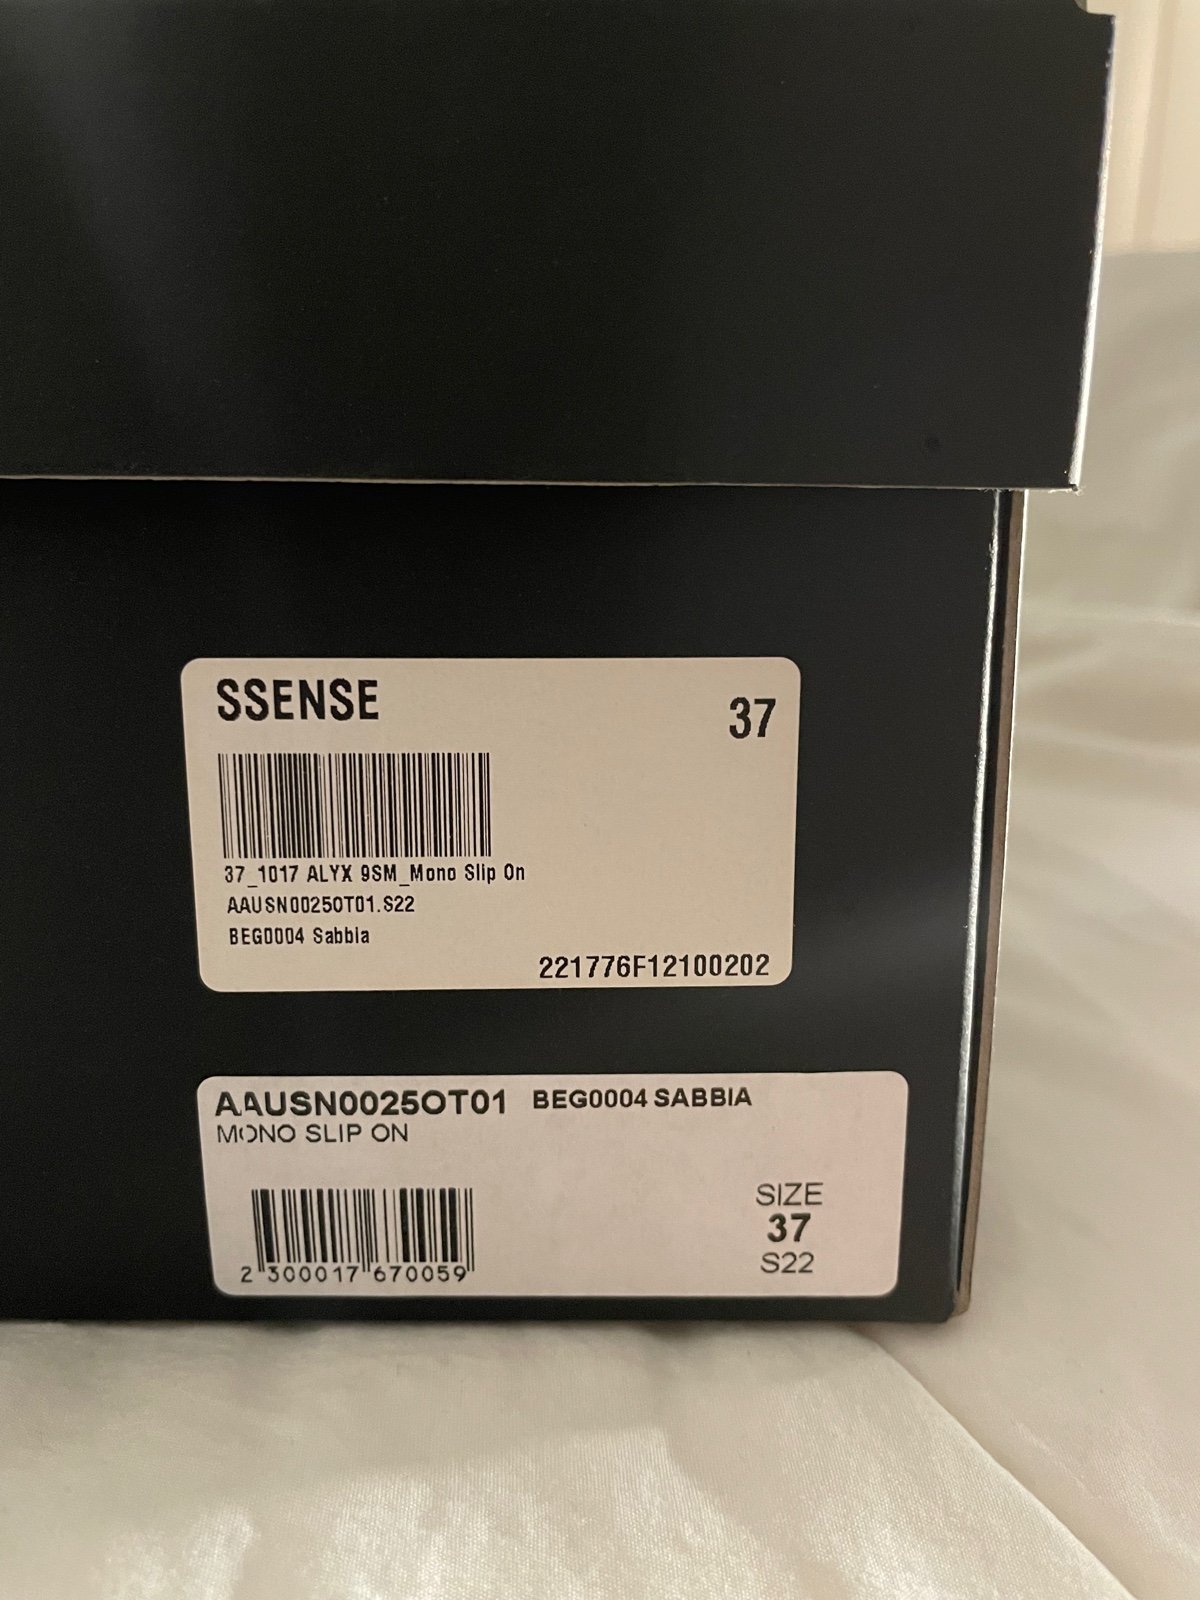 SSENSE
37
37_1017 ALYX 9SM_Mono Slip On
AAUSN0025OT01.S22
BEG0004 Sabbia
221776F12100202
AAUSN0025OT01 BEG0004 SABBIA
MONO SLIP ON
SIZE
37
S22
2 300017 670059